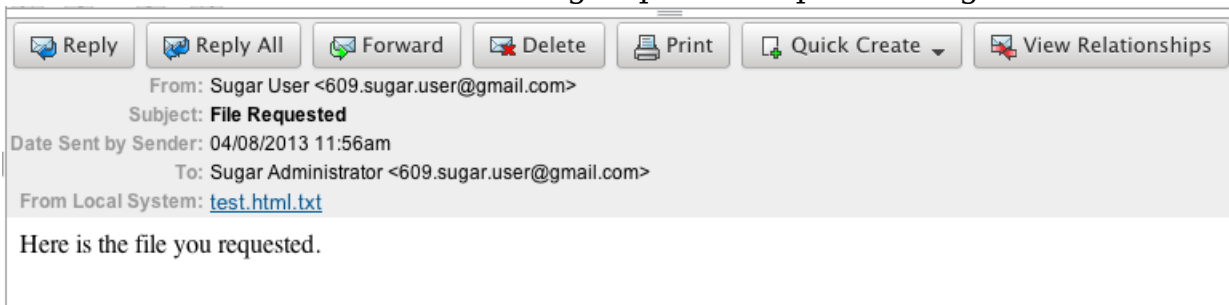 Reply Reply All Forward Delete Print Quick Create View Relationships
From: Sugar User <609.sugar.user@gmail.com>
Subject: File Requested
Date Sent by Sender: 04/08/2013 11:56am
To: Sugar Administrator <609.sugar.user@gmail.com>
From Local System: test.html.txt
Here is the file you requested.